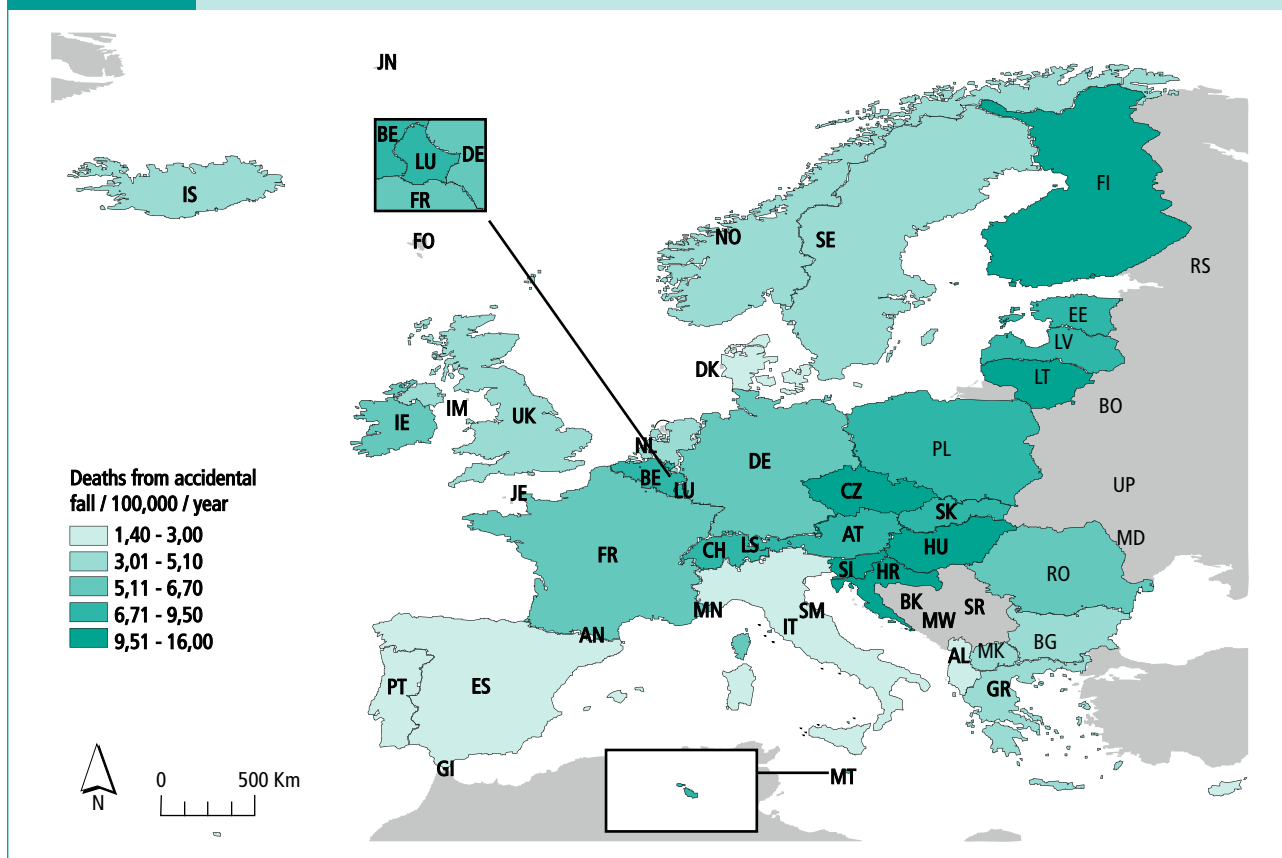 JN
BE
DE
LU
FR
IS
FO
NO
SE
FI
RS
EE
LV
LT
BO
DK
IM
IE
UK
NL
BE
LU
DE
PL
UP
JE
CZ
SK
MD
Deaths from accidental
fall / 100,000 / year
1,40 - 3,00
3,01 - 5,10
5,11 - 6,70
6,71 - 9,50
9,51 - 16,00
FR
CH
LS
AT
HU
RO
SI
HR
BK
SR
MW
MN
SM
IT
AN
AL
MK
BG
GR
PT
ES
GI
MT
N
0 500 Km